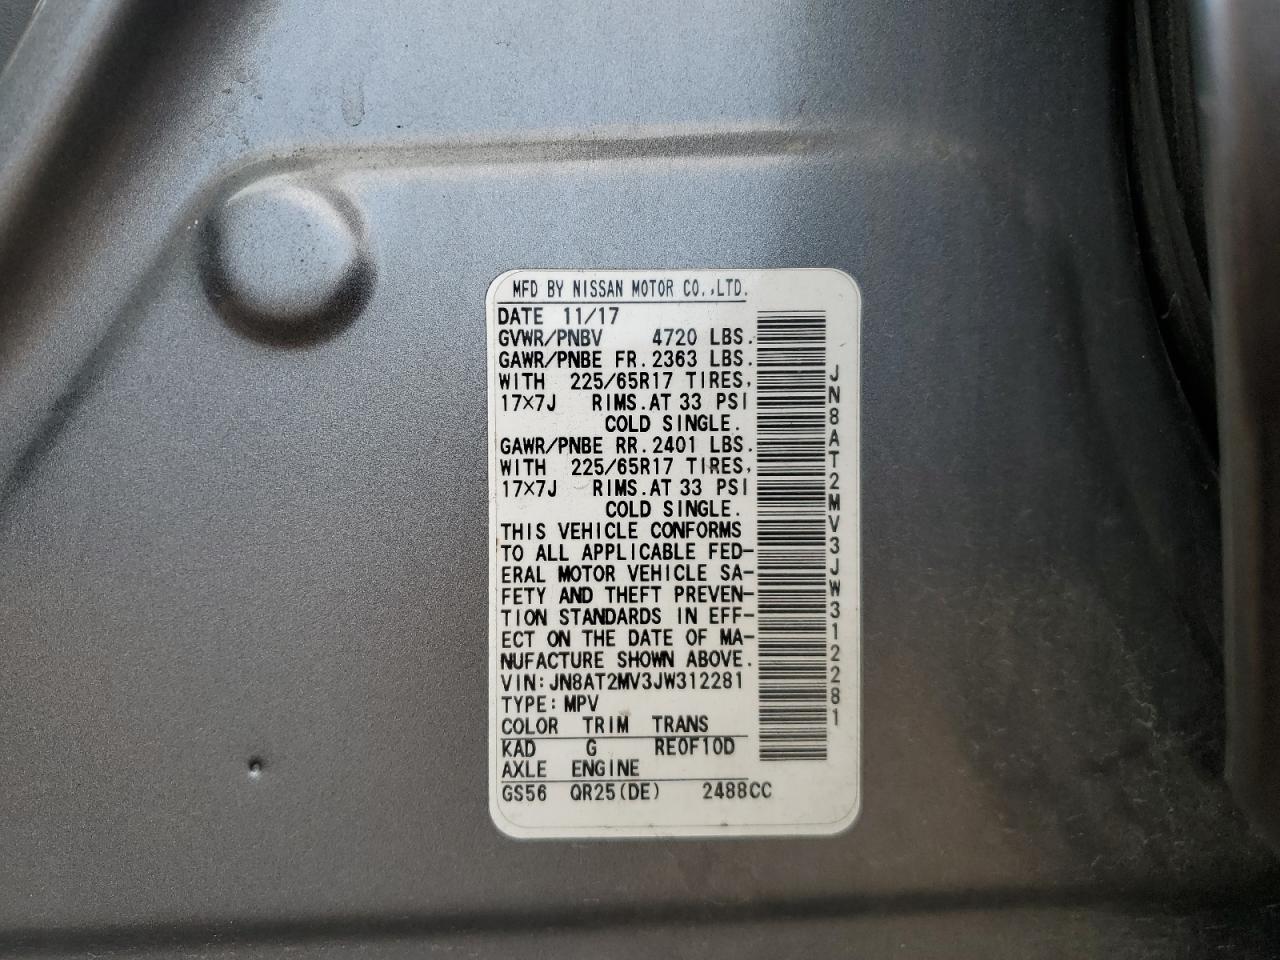 MFD BY NISSAN MOTOR CO.,LTD.
DATE 11/17
GVWR/PNBV 4720 LBS.
GAWR/PNBE FR.2363 LBS.
WITH 225/65R17 TIRES,
17×7J RIMS.AT 33 PSI
COLD SINGLE.
GAWR/PNBE RR.2401 LBS.
WITH 225/65R17 TIRES,
17×7J RIMS.AT 33 PSI
COLD SINGLE.
THIS VEHICLE CONFORMS
TO ALL APPLICABLE FED-
ERAL MOTOR VEHICLE SA-
FETY AND THEFT PREVEN-
TION STANDARDS IN EFF-
ECT ON THE DATE OF MA-
NUFACTURE SHOWN ABOVE.
VIN:JN8AT2MV3JW312281
TYPE:MPV
COLOR TRIM TRANS
KAD G RE0F10D
AXLE ENGINE
GS56 QR25(DE) 2488CC
JN8AT2MV3JW312281